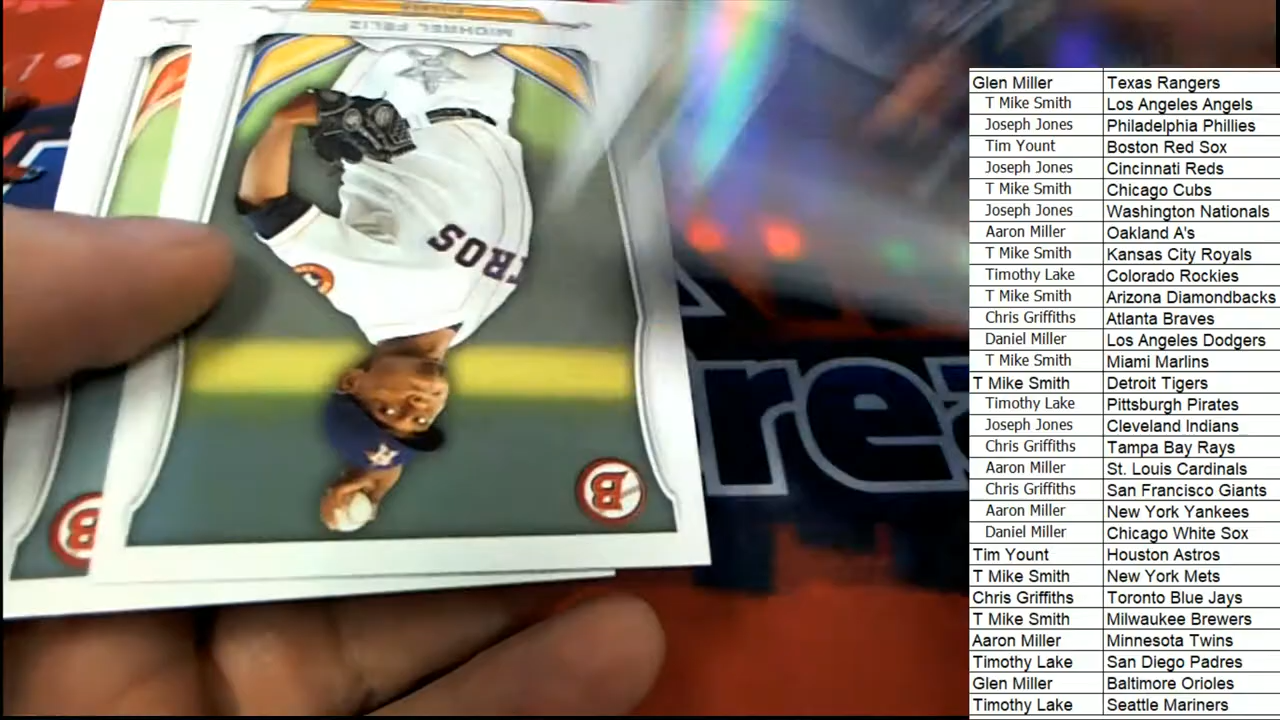 MICHAEL FELIZ
TROS
B
B
re
Glen Miller Texas Rangers
T Mike Smith Los Angeles Angels
Joseph Jones Philadelphia Phillies
Tim Yount Boston Red Sox
Joseph Jones Cincinnati Reds
T Mike Smith Chicago Cubs
Joseph Jones Washington Nationals
Aaron Miller Oakland A's
T Mike Smith Kansas City Royals
Timothy Lake Colorado Rockies
T Mike Smith Arizona Diamondbacks
Chris Griffiths Atlanta Braves
Daniel Miller Los Angeles Dodgers
T Mike Smith Miami Marlins
T Mike Smith Detroit Tigers
Timothy Lake Pittsburgh Pirates
Joseph Jones Cleveland Indians
Chris Griffiths Tampa Bay Rays
Aaron Miller St. Louis Cardinals
Chris Griffiths San Francisco Giants
Aaron Miller New York Yankees
Daniel Miller Chicago White Sox
Tim Yount Houston Astros
T Mike Smith New York Mets
Chris Griffiths Toronto Blue Jays
T Mike Smith Milwaukee Brewers
Aaron Miller Minnesota Twins
Timothy Lake San Diego Padres
Glen Miller Baltimore Orioles
Timothy Lake Seattle Mariners